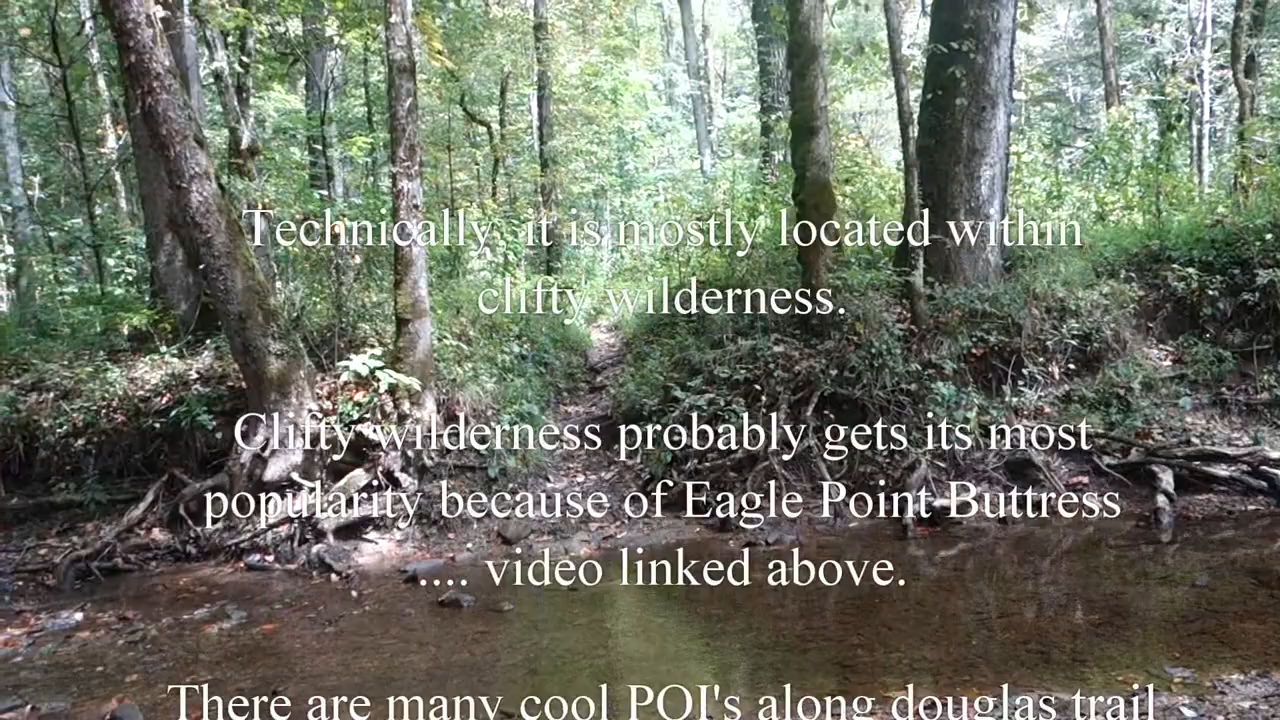 Technically, it is mostly located within
clifty wilderness.
Clifty wilderness probably gets its most
popularity because of Eagle Point Buttress
.... video linked above.
There are many cool POI's along douglas trail